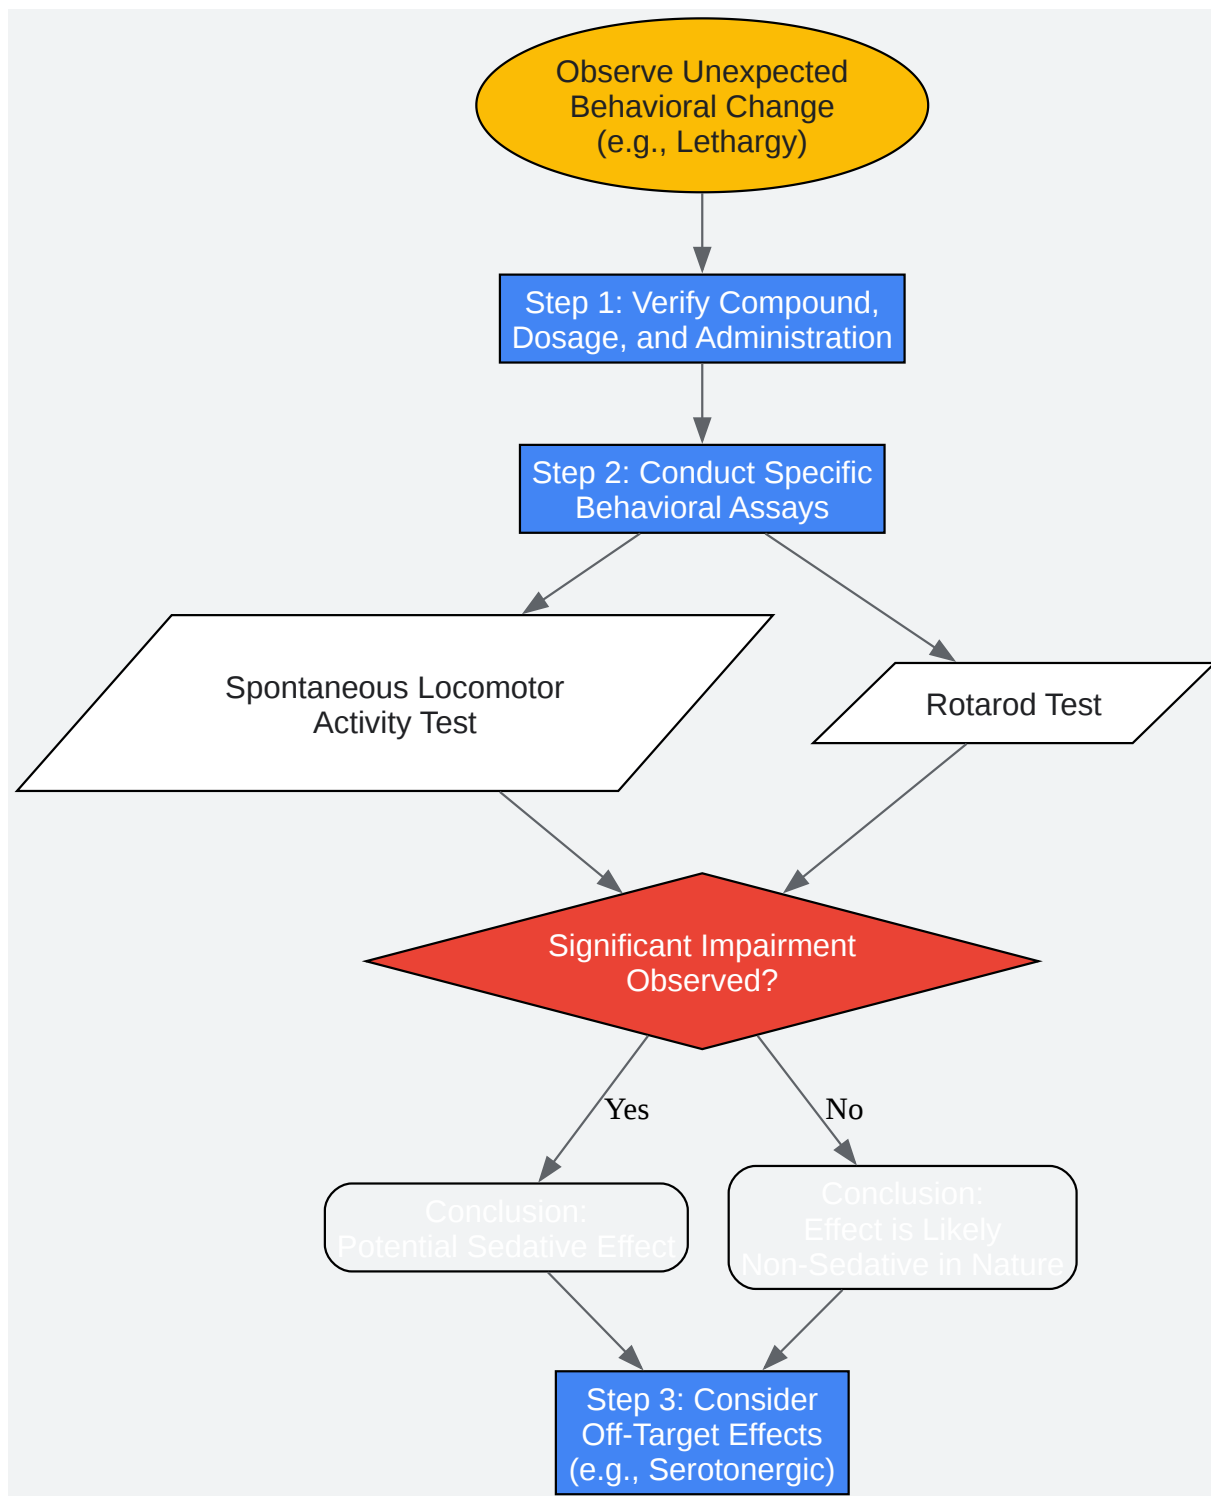 Observe Unexpected
Behavioral Change
(e.g., Lethargy)
Step 1: Verify Compound,
Dosage, and Administration
Step 2: Conduct Specific
Behavioral Assays
Spontaneous Locomotor
Activity Test
Rotarod Test
Significant Impairment
Observed?
Yes
No
Conclusion:
Potential Sedative Effect
Conclusion:
Effect is Likely
Non-Sedative in Nature
Step 3: Consider
Off-Target Effects
(e.g., Serotonergic)